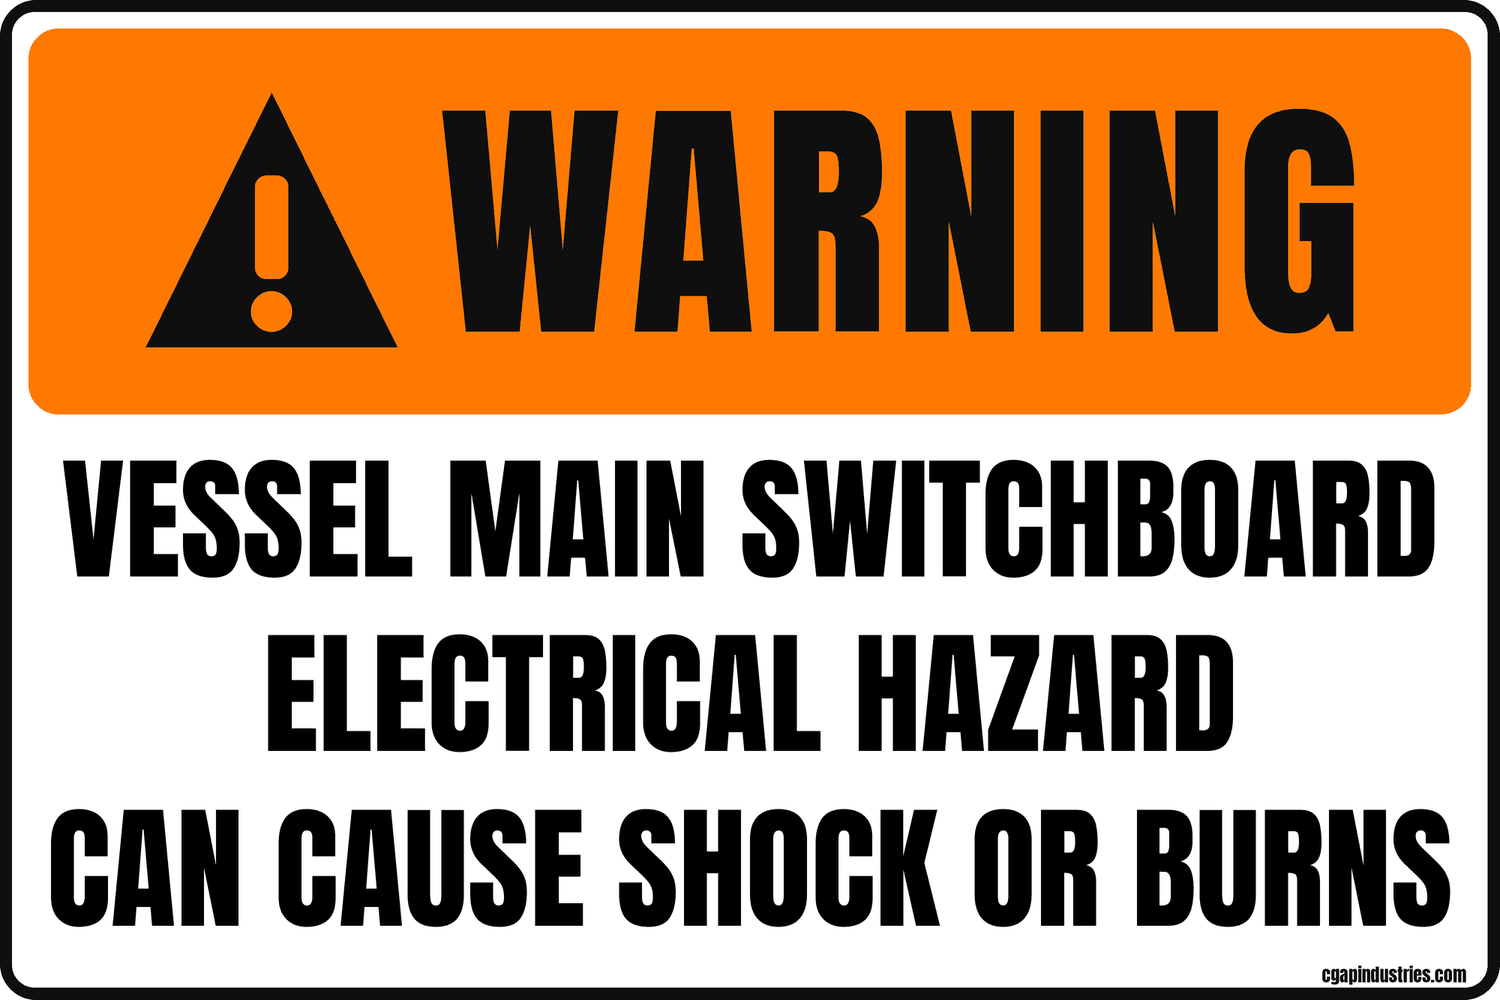 WARNING
VESSEL MAIN SWITCHBOARD
ELECTRICAL HAZARD
CAN CAUSE SHOCK OR BURNS
cgapindustries.com